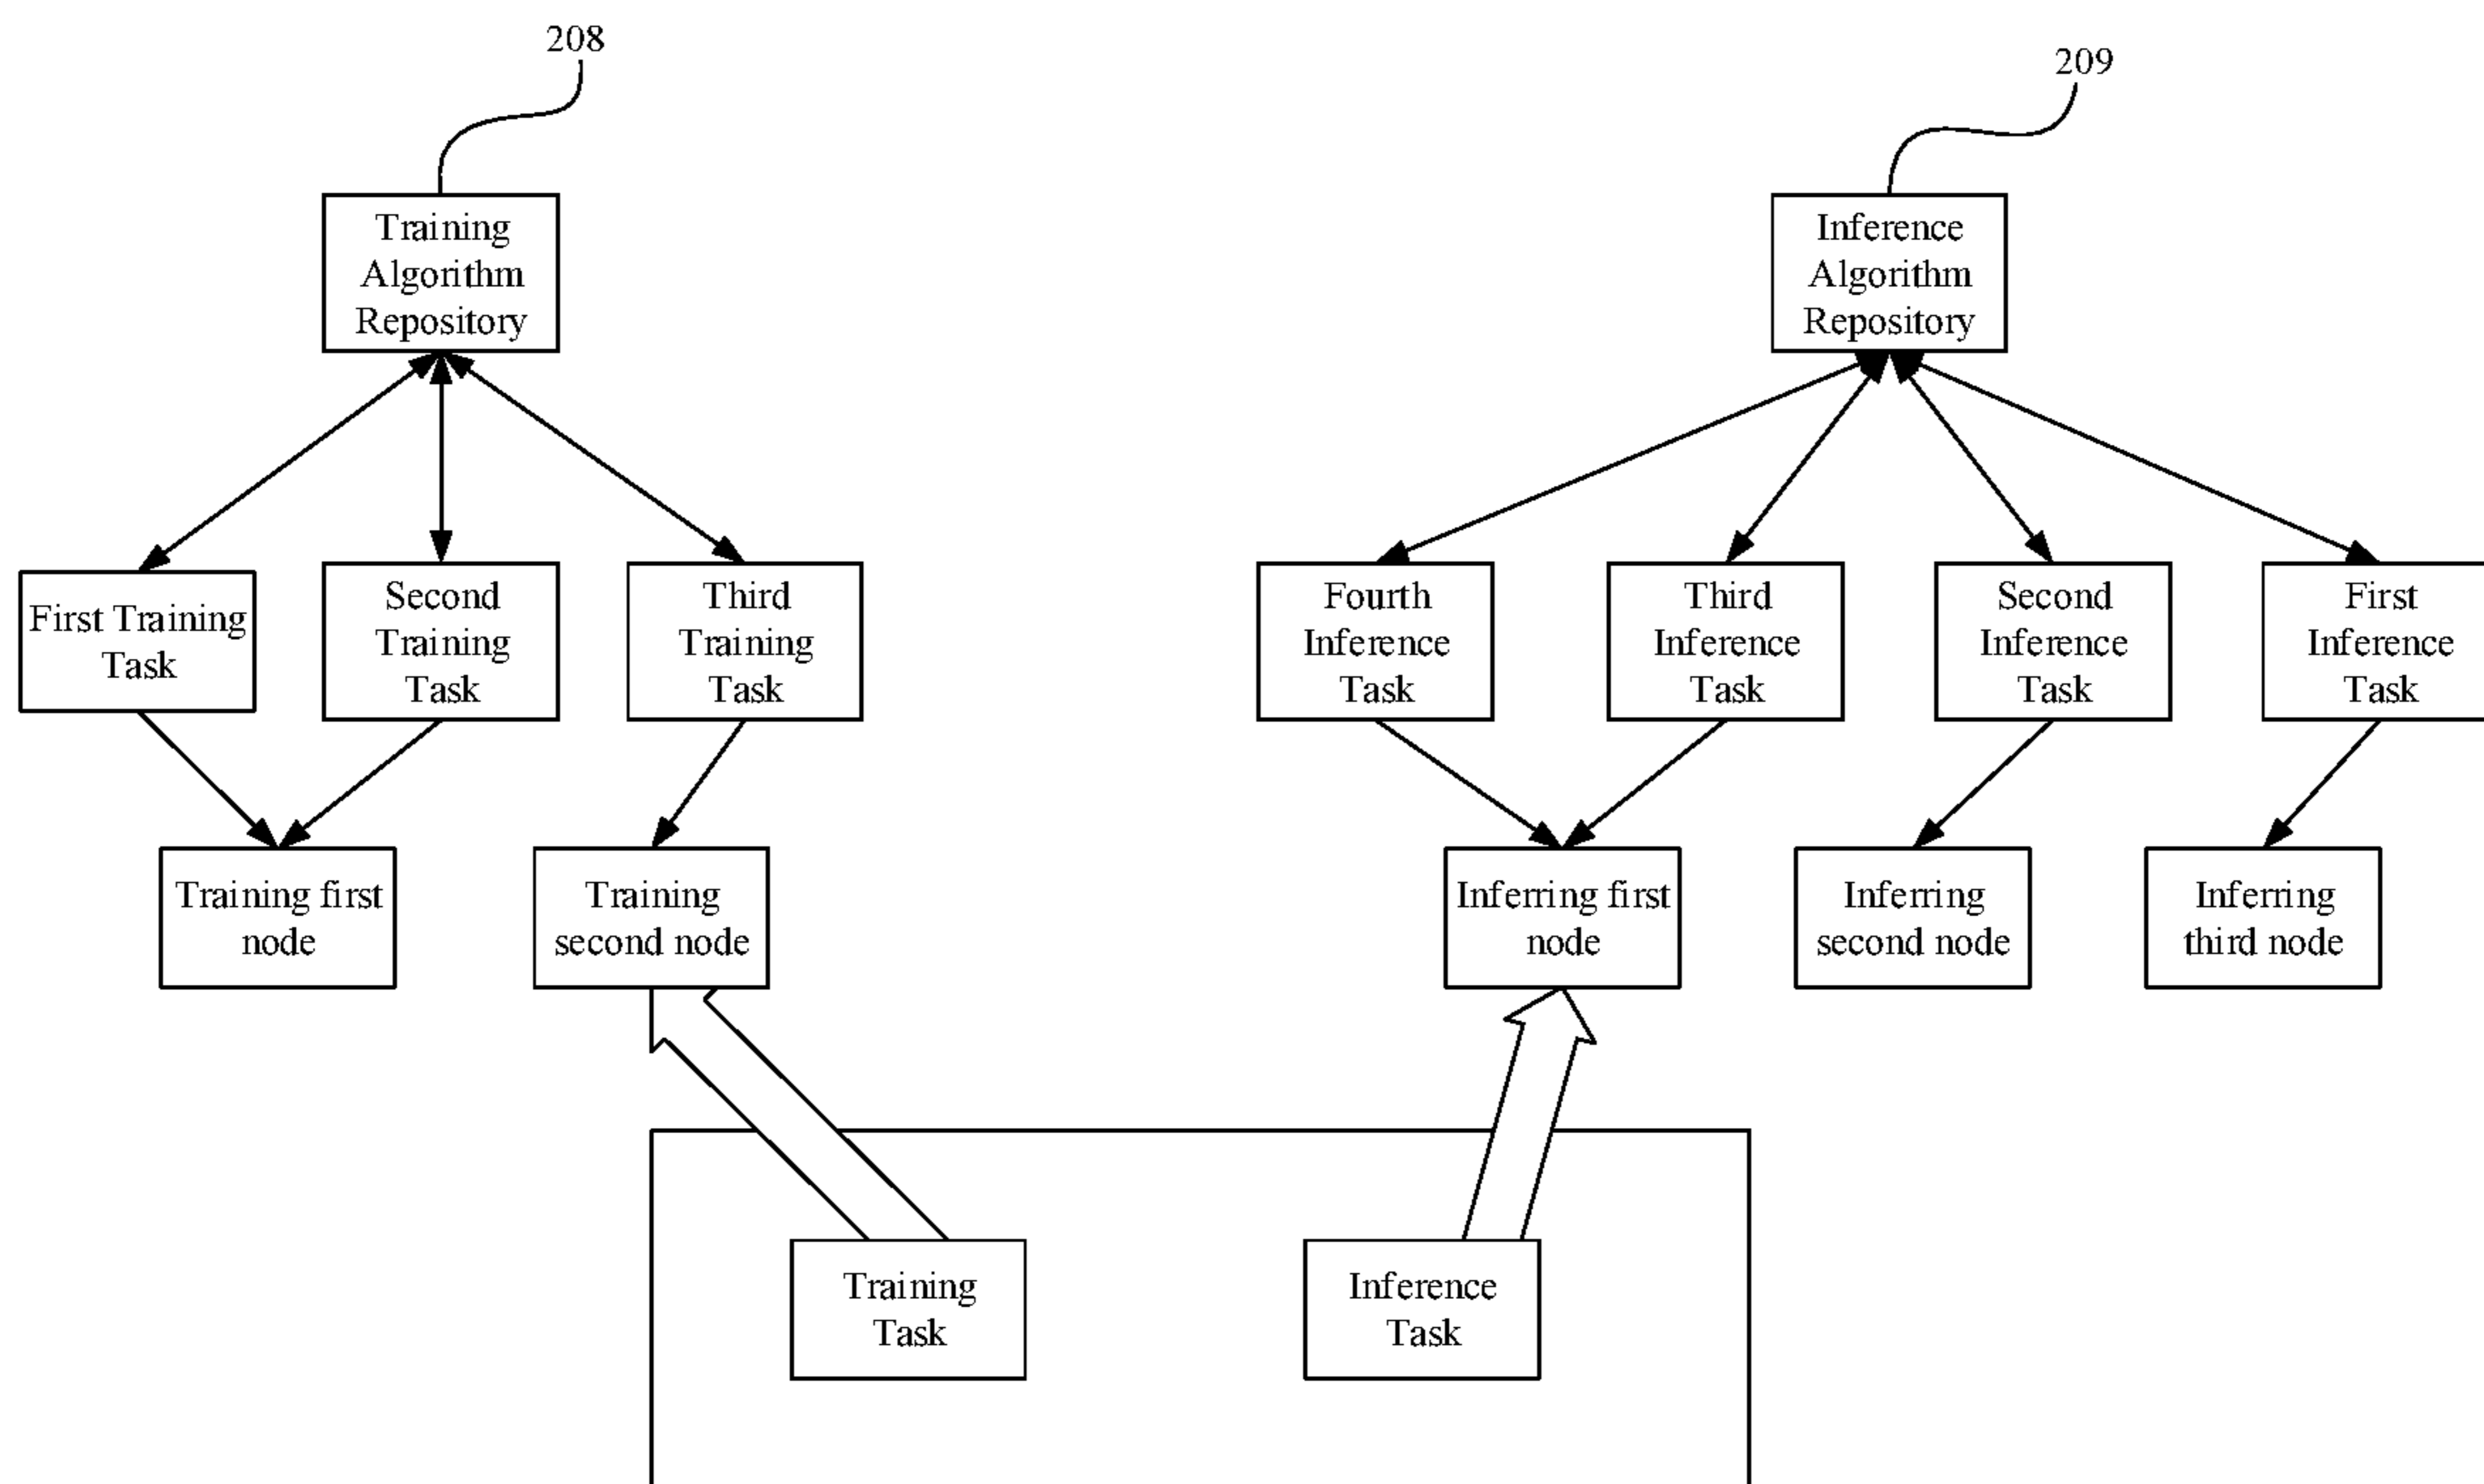 208
209
Training
Algorithm
Repository
Inference
Algorithm
Repository
First Training
Task
Second
Training
Task
Third
Training
Task
Fourth
Inference
Task
Third
Inference
Task
Second
Inference
Task
First
Inference
Task
Training first
node
Training
second node
Inferring first
node
Inferring
second node
Inferring
third node
Training
Task
Inference
Task